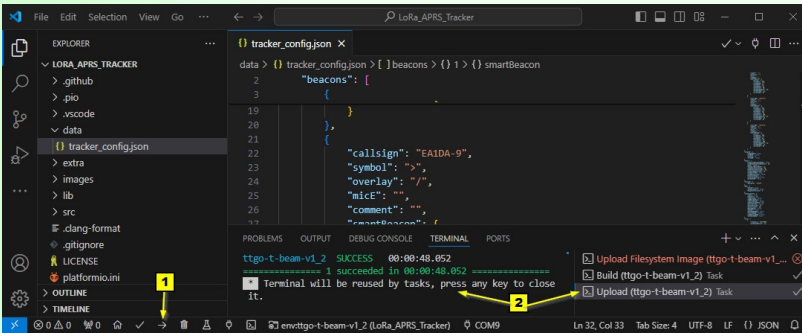 File Edit Selection View Go ...
LoRa_APRS_Tracker
EXPLORER ...
LORA_APRS_TRACKER
.github
.pio
.vscode
data
{} tracker_config.json
extra
images
lib
src
.clang-format
.gitignore
LICENSE
platformio.ini
OUTLINE
TIMELINE
{} tracker_config.json
data > {} tracker_config.json > [ ] beacons > {} 1 > {} smartBeacon
2 "beacons": [
3 {
19 }
20 },
21 {
22 "callsign": "EA1DA-9",
23 "symbol": ">",
24 "overlay": "/",
25 "micE": "",
26 "comment": "",
"smartBeacon": {
PROBLEMS OUTPUT DEBUG CONSOLE TERMINAL PORTS
ttgo-t-beam-v1_2 SUCCESS 00:00:48.052
=============== 1 succeeded in 00:00:48.052 ===============
* Terminal will be reused by tasks, press any key to close
it.
Upload Filesystem Image (ttgo-t-beam-v1_...
Build (ttgo-t-beam-v1_2) Task
Upload (ttgo-t-beam-v1_2) Task
1
2
0 0 0 env:ttgo-t-beam-v1_2 (LoRa_APRS_Tracker) COM9 Ln 32, Col 33 Tab Size: 4 UTF-8 LF {} JSON